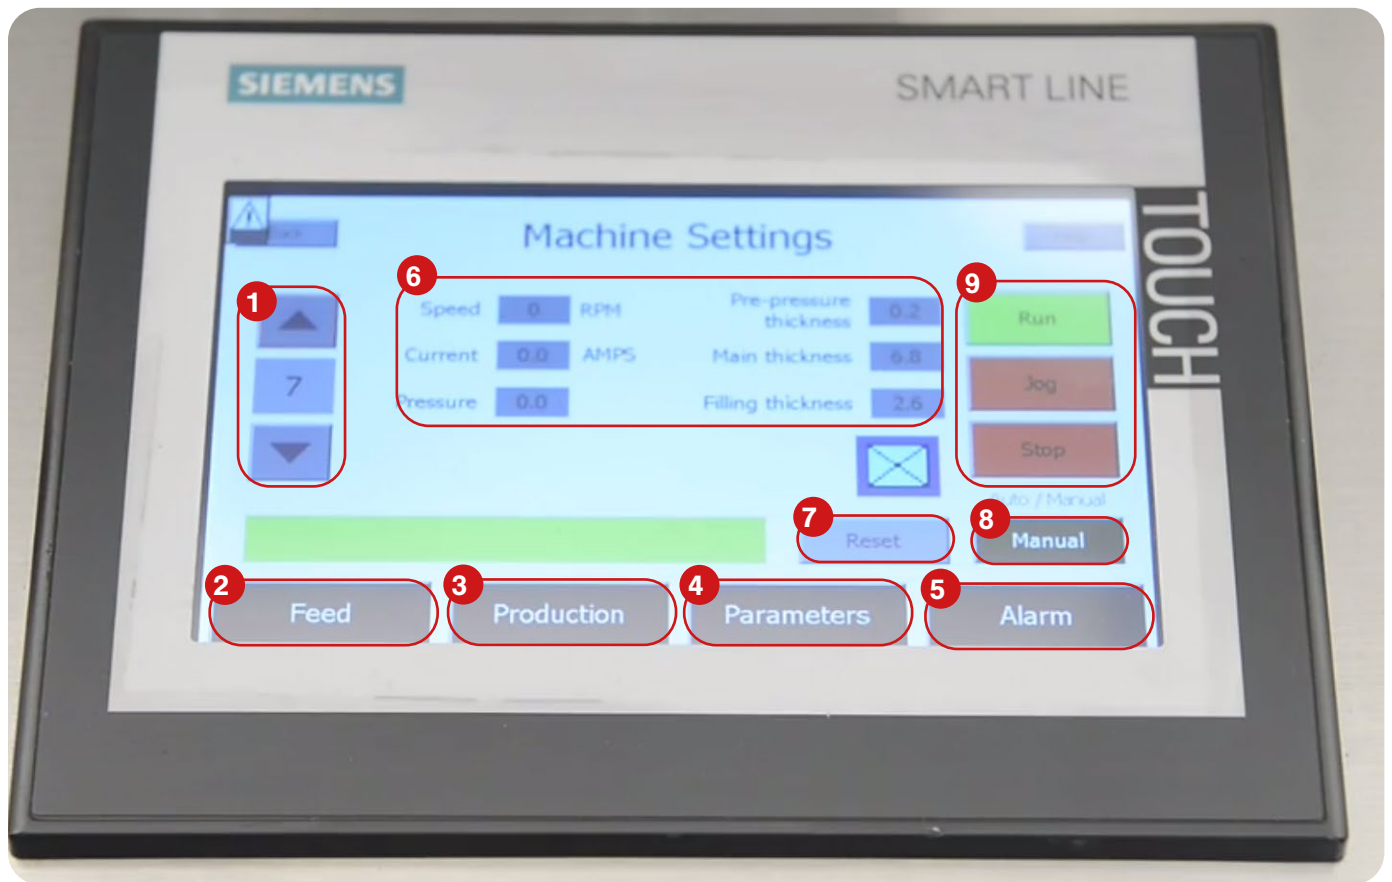 SIEMENS
SMART LINE
TOUCH
Machine Settings
1
7
6
Speed 0 RPM
Current 0.0 AMPS
Pressure 0.0
Pre-pressure
thickness 0.2
Main thickness 6.8
Filling thickness 2.6
9
Run
Jog
Stop
Auto / Manual
7
Reset
8
Manual
2
Feed
3
Production
4
Parameters
5
Alarm